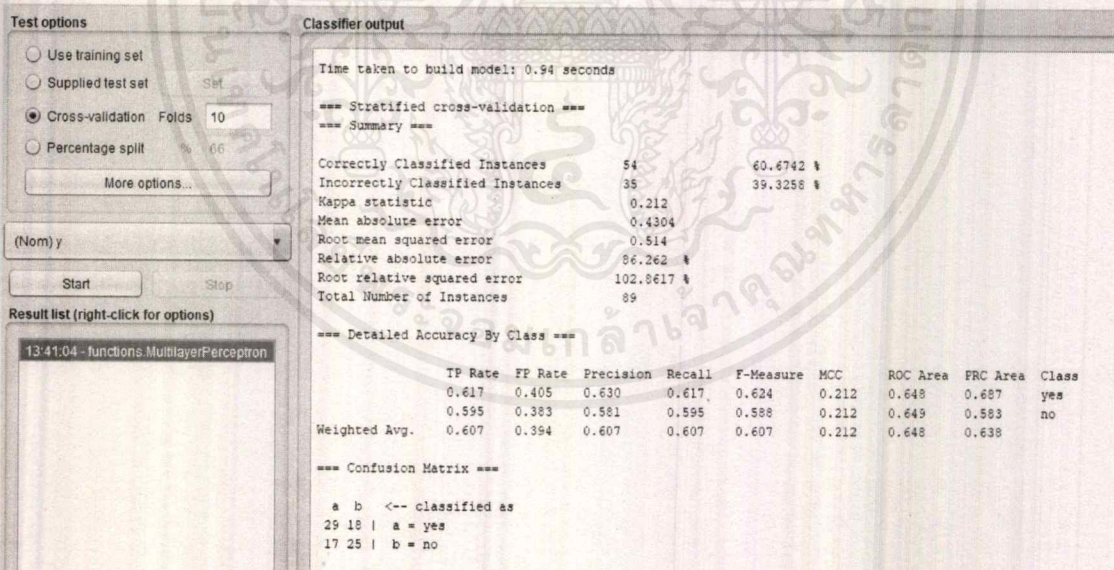 Test options
Use training set
Supplied test set Set...
Cross-validation Folds 10
Percentage split % 66
More options...
(Nom) y
Start Stop
Result list (right-click for options)
13:41:04 - functions.MultilayerPerceptron
Classifier output
Time taken to build model: 0.94 seconds
=== Stratified cross-validation ===
=== Summary ===
Correctly Classified Instances 54 60.6742 %
Incorrectly Classified Instances 35 39.3258 %
Kappa statistic 0.212
Mean absolute error 0.4304
Root mean squared error 0.514
Relative absolute error 86.262 %
Root relative squared error 102.8617 %
Total Number of Instances 89
=== Detailed Accuracy By Class ===
TP Rate FP Rate Precision Recall F-Measure MCC ROC Area PRC Area Class
0.617 0.405 0.630 0.617 0.624 0.212 0.648 0.687 yes
0.595 0.383 0.581 0.595 0.588 0.212 0.649 0.583 no
Weighted Avg. 0.607 0.394 0.607 0.607 0.607 0.212 0.648 0.638
=== Confusion Matrix ===
a b <-- classified as
29 18 | a = yes
17 25 | b = no